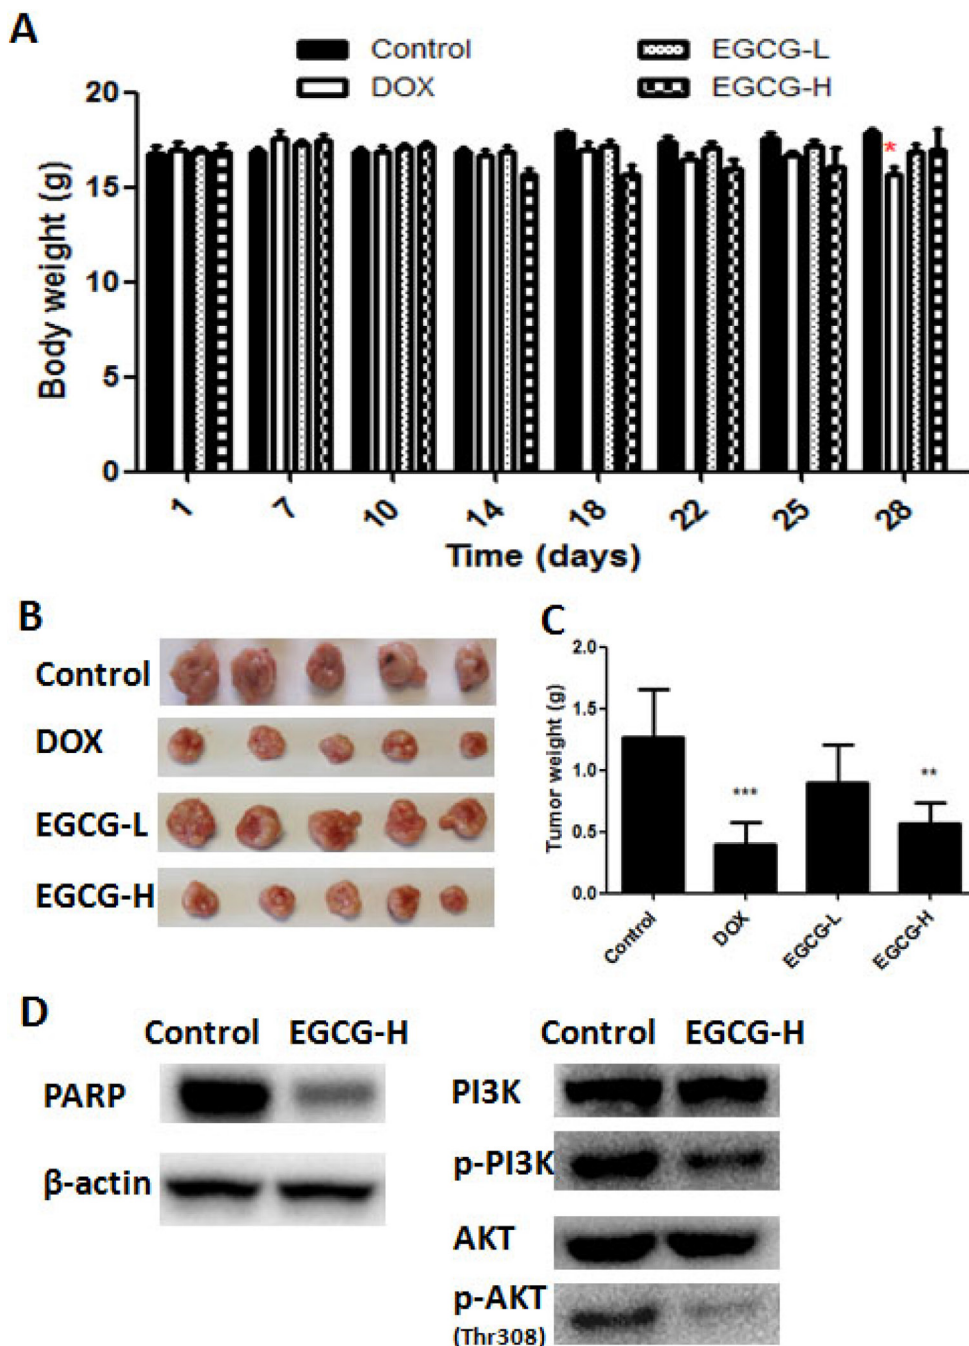 A
Control
EGCG-L
DOX
EGCG-H
20
15
10
5
0
Body weight (g)
*
1
7
10
14
18
22
25
28
Time (days)
B
Control
DOX
EGCG-L
EGCG-H
C
2.0
1.5
1.0
0.5
0.0
Tumor weight (g)
***
**
Control
DOX
EGCG-L
EGCG-H
D
Control EGCG-H
PARP
β-actin
Control EGCG-H
PI3K
p-PI3K
AKT
p-AKT
(Thr308)